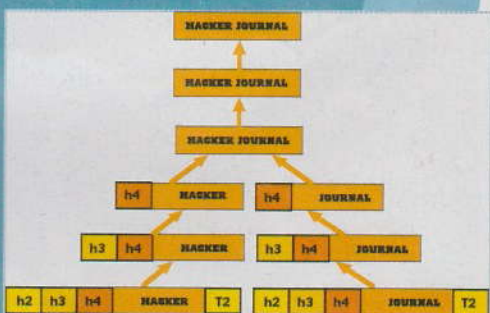 HACKER JOURNAL
HACKER JOURNAL
HACKER JOURNAL
h4 HACKER h4 JOURNAL
h3 h4 HACKER h3 h4 JOURNAL
h2 h3 h4 HACKER T2 h2 h3 h4 JOURNAL T2